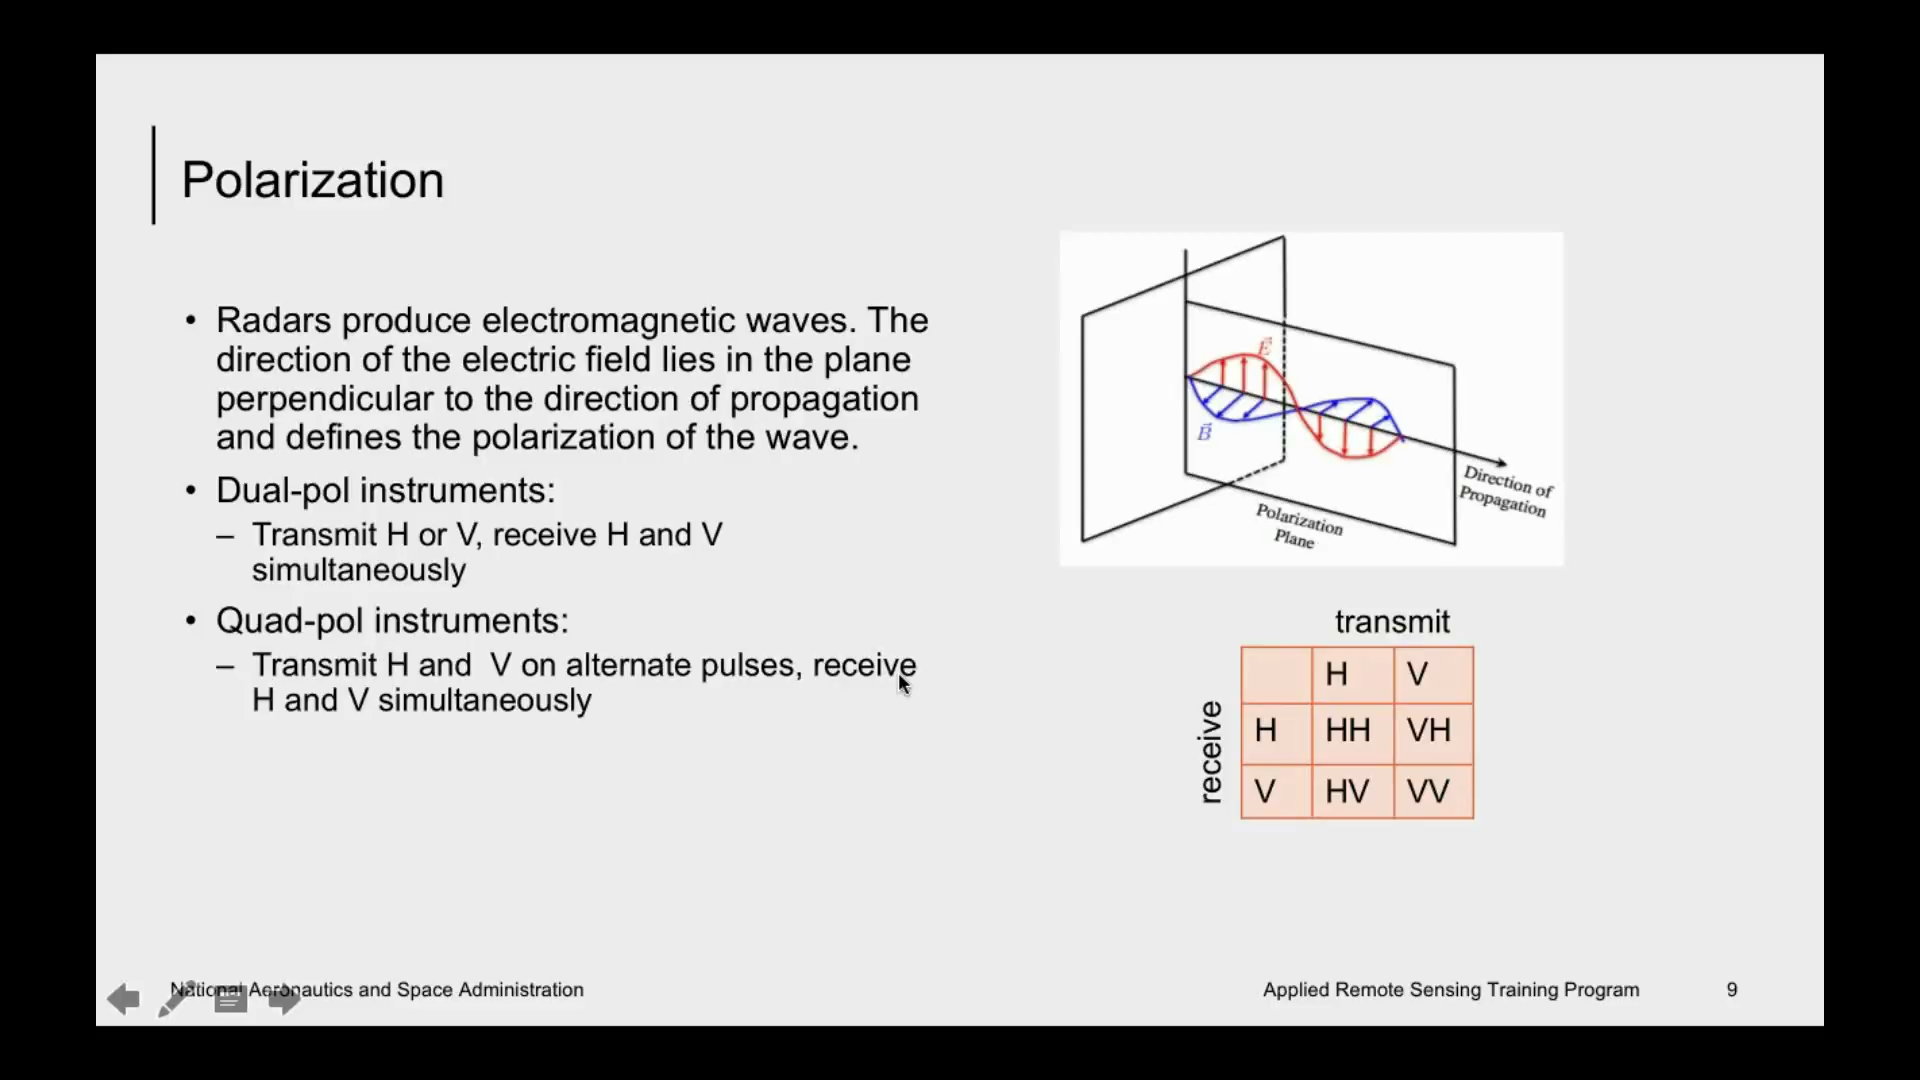 Polarization
• Radars produce electromagnetic waves. The
direction of the electric field lies in the plane
perpendicular to the direction of propagation
and defines the polarization of the wave.
• Dual-pol instruments:
– Transmit H or V, receive H and V
simultaneously
• Quad-pol instruments:
– Transmit H and  V on alternate pulses, receive
H and V simultaneously
E
B
Direction of
Propagation
Polarization
Plane
transmit
receive
H V
H HH VH
V HV VV
National Aeronautics and Space Administration
Applied Remote Sensing Training Program
9